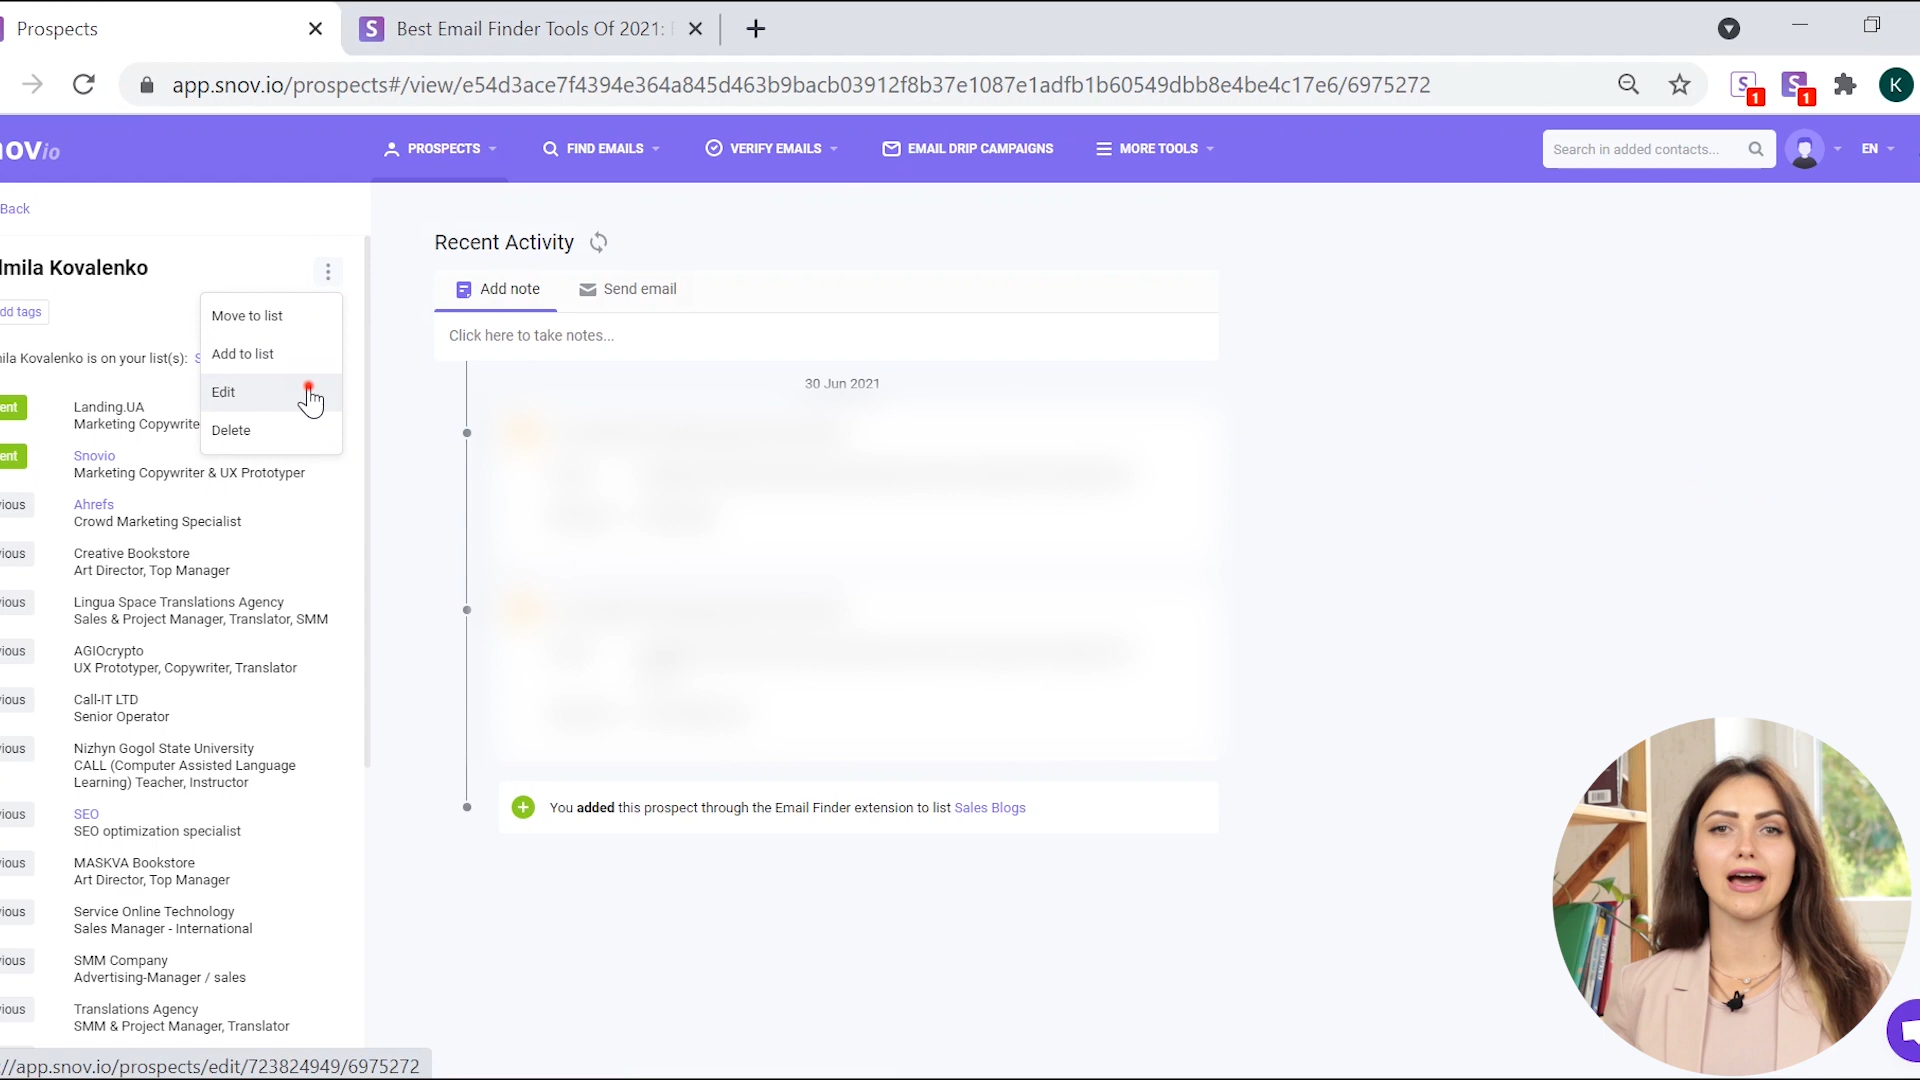 Prospects
S Best Email Finder Tools Of 2021:
app.snov.io/prospects#/view/e54d3ace7f4394e364a845d463b9bacb03912f8b37e1087e1adfb1b60549dbb8e4be4c17e6/6975272
S 1
S 1
K
nov io
PROSPECTS
FIND EMAILS
VERIFY EMAILS
EMAIL DRIP CAMPAIGNS
MORE TOOLS
Search in added contacts...
EN
Back
lmila Kovalenko
dd tags
ila Kovalenko is on your list(s): S
Move to list
Add to list
Edit
Delete
ent
Landing.UA
Marketing Copywrite
ent
Snovio
Marketing Copywriter & UX Prototyper
ious
Ahrefs
Crowd Marketing Specialist
ious
Creative Bookstore
Art Director, Top Manager
ious
Lingua Space Translations Agency
Sales & Project Manager, Translator, SMM
ious
AGIOcrypto
UX Prototyper, Copywriter, Translator
ious
Call-IT LTD
Senior Operator
ious
Nizhyn Gogol State University
CALL (Computer Assisted Language
Learning) Teacher, Instructor
ious
SEO
SEO optimization specialist
ious
MASKVA Bookstore
Art Director, Top Manager
ious
Service Online Technology
Sales Manager - International
ious
SMM Company
Advertising-Manager / sales
ious
Translations Agency
SMM & Project Manager, Translator
//app.snov.io/prospects/edit/723824949/6975272
Recent Activity
Add note
Send email
Click here to take notes...
30 Jun 2021
You added this prospect through the Email Finder extension to list Sales Blogs